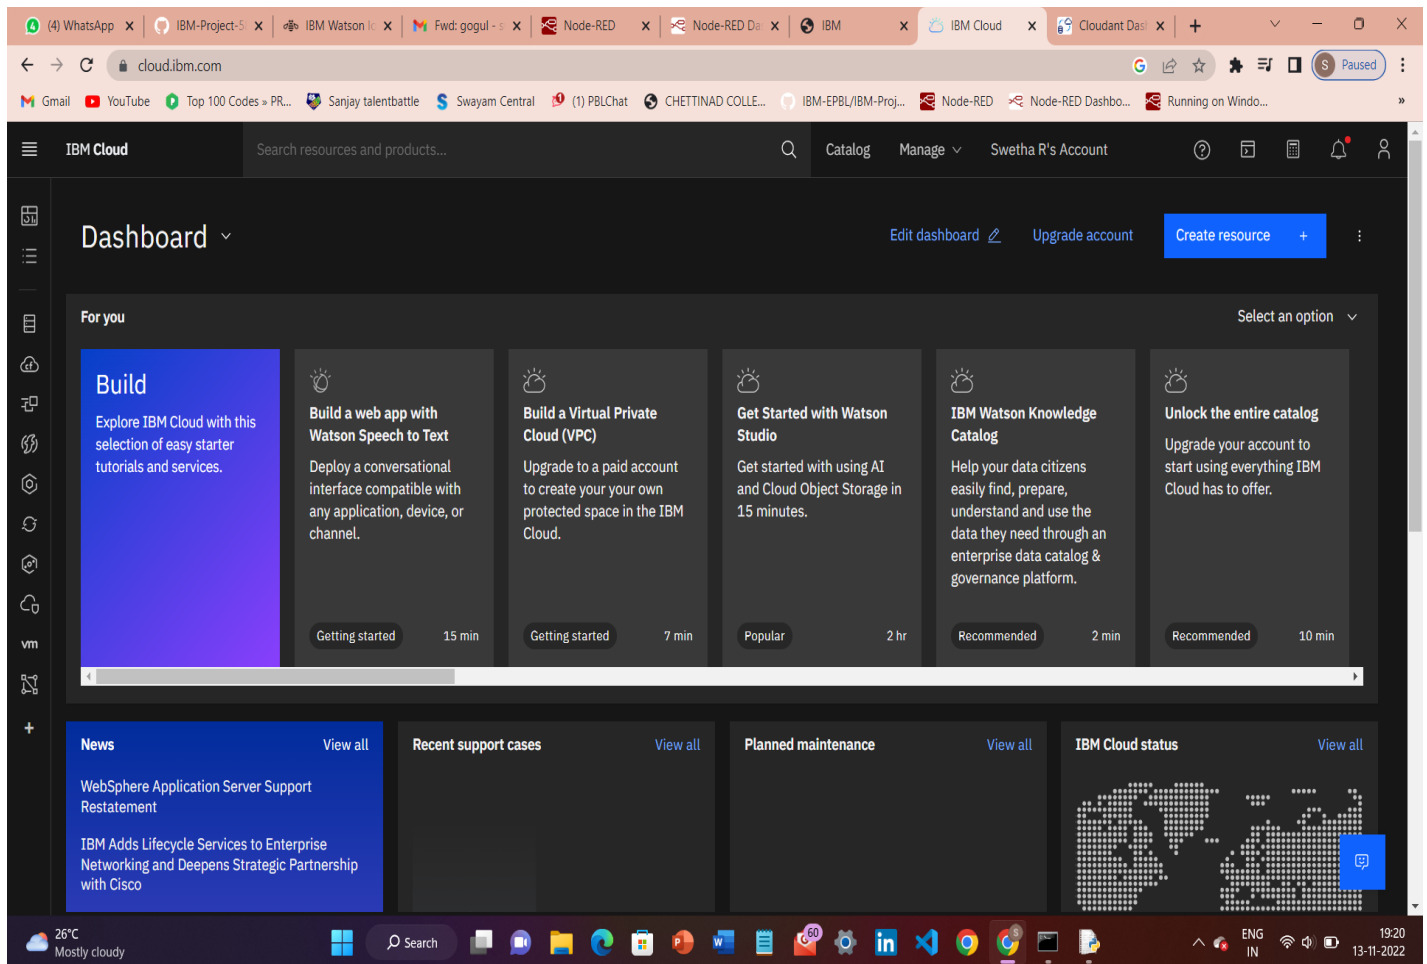 (4) WhatsApp
IBM-Project-5
IBM Watson Io
Fwd: gogul - s
Node-RED
Node-RED Da
IBM
IBM Cloud
Cloudant Das
cloud.ibm.com
S Paused
Gmail
YouTube
Top 100 Codes » PR...
Sanjay talentbattle
Swayam Central
(1) PBLChat
CHETTINAD COLLE...
IBM-EPBL/IBM-Proj...
Node-RED
Node-RED Dashbo...
Running on Windo...
»
IBM Cloud
Search resources and products...
Catalog
Manage
Swetha R's Account
Dashboard
Edit dashboard
Upgrade account
Create resource +
For you
Select an option
Build
Explore IBM Cloud with this
selection of easy starter
tutorials and services.
Build a web app with
Watson Speech to Text
Deploy a conversational
interface compatible with
any application, device, or
channel.
Getting started 15 min
Build a Virtual Private
Cloud (VPC)
Upgrade to a paid account
to create your your own
protected space in the IBM
Cloud.
Getting started 7 min
Get Started with Watson
Studio
Get started with using AI
and Cloud Object Storage in
15 minutes.
Popular 2 hr
IBM Watson Knowledge
Catalog
Help your data citizens
easily find, prepare,
understand and use the
data they need through an
enterprise data catalog &
governance platform.
Recommended 2 min
Unlock the entire catalog
Upgrade your account to
start using everything IBM
Cloud has to offer.
Recommended 10 min
vm
News View all
WebSphere Application Server Support
Restatement
IBM Adds Lifecycle Services to Enterprise
Networking and Deepens Strategic Partnership
with Cisco
Recent support cases View all
Planned maintenance View all
IBM Cloud status View all
26°C
Mostly cloudy
Search
60
ENG
IN
19:20
13-11-2022